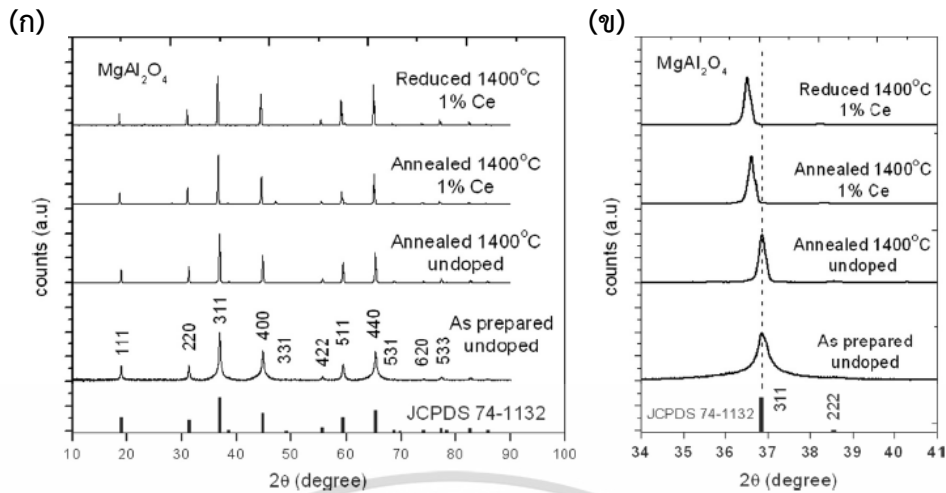 (ก)
MgAl₂O₄
Reduced 1400°C
1% Ce
Annealed 1400°C
1% Ce
Annealed 1400°C
undoped
As prepared
undoped
111
220
311
400
331
422
511
440
531
620
533
JCPDS 74-1132
counts (a.u)
10 20 30 40 50 60 70 80 90 100
2θ (degree)
(ข)
MgAl₂O₄
Reduced 1400°C
1% Ce
Annealed 1400°C
1% Ce
Annealed 1400°C
undoped
As prepared
undoped
JCPDS 74-1132
311
222
counts (a.u)
34 35 36 37 38 39 40 41
2θ (degree)